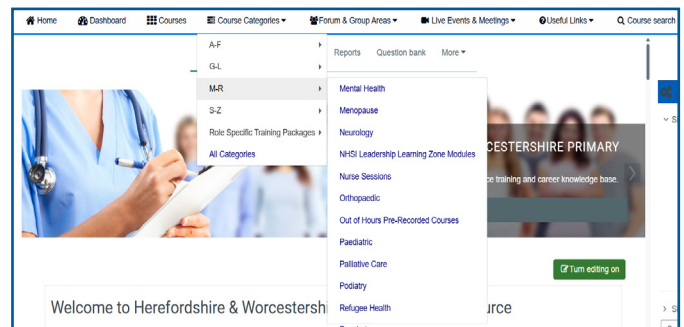 Home Dashboard Courses Course Categories Forum & Group Areas Live Events & Meetings Useful Links Course search
A-F
G-L
M-R
S-Z
Role Specific Training Packages
All Categories
Reports Question bank More
Mental Health
Menopause
Neurology
NHSI Leadership Learning Zone Modules
Nurse Sessions
Orthopaedic
Out of Hours Pre-Recorded Courses
Paediatric
Palliative Care
Podiatry
Refugee Health
CESTERSHIRE PRIMARY
ce training and career knowledge base.
Turn editing on
Welcome to Herefordshire & Worcestershi urce